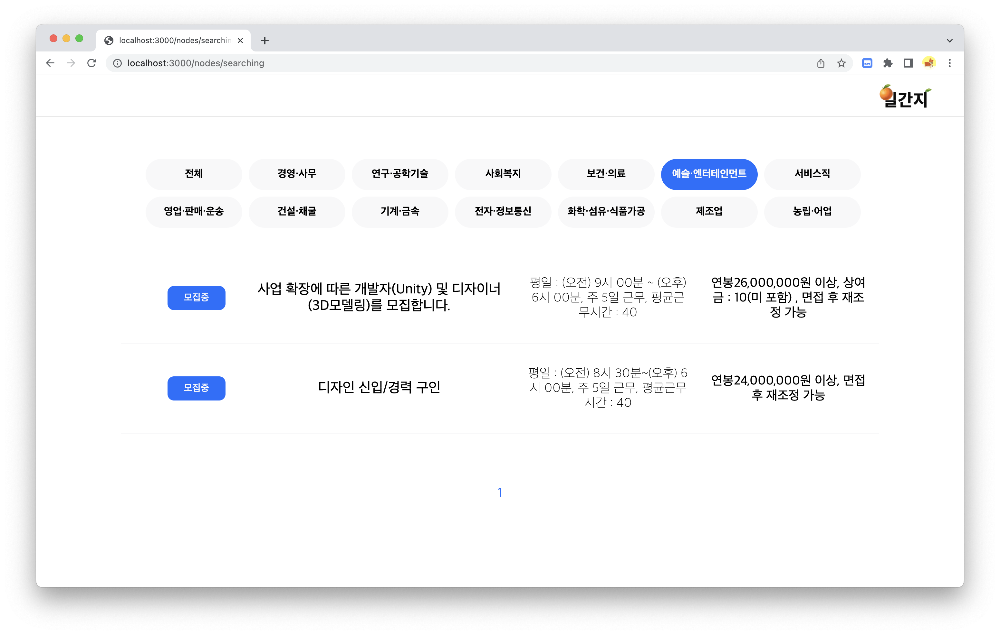 localhost:3000/nodes/searchin
localhost:3000/nodes/searching
일간지
전체
경영·사무
연구·공학기술
사회복지
보건·의료
예술·엔터테인먼트
서비스직
영업·판매·운송
건설·채굴
기계·금속
전자·정보통신
화학·섬유·식품가공
제조업
농립·어업
모집중
사업 확장에 따른 개발자(Unity) 및 디자이너
(3D모델링)를 모집합니다.
평일 : (오전) 9시 00분 ~ (오후)
6시 00분, 주 5일 근무, 평균근
무시간 : 40
연봉26,000,000원 이상, 상여
금 : 10(미 포함) , 면접 후 재조
정 가능
모집중
디자인 신입/경력 구인
평일 : (오전) 8시 30분~(오후) 6
시 00분, 주 5일 근무, 평균근무
시간 : 40
연봉24,000,000원 이상, 면접
후 재조정 가능
1